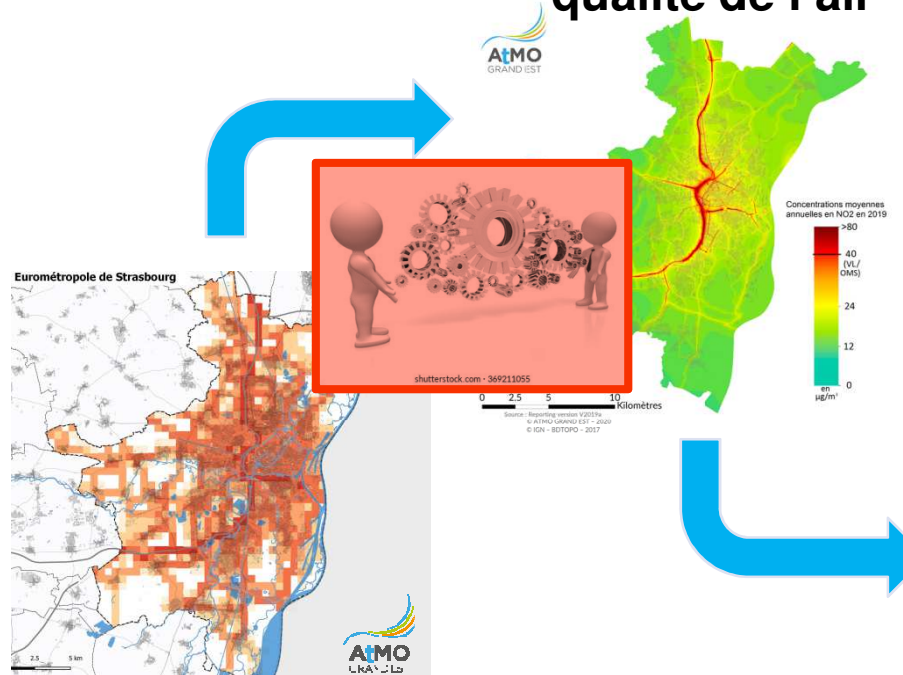 qualité de l'air
AtMO
GRAND EST
Concentrations moyennes
annuelles en NO2 en 2019
>80
40
(VL/
OMS)
24
12
0
en
µg/m³
Eurométropole de Strasbourg
shutterstock.com · 369211055
0 2.5 5 10
Kilomètres
Source : Reporting version V2019a
© ATMO GRAND EST – 2020
© IGN – BDTOPO – 2017
2.5 5 km
AtMO